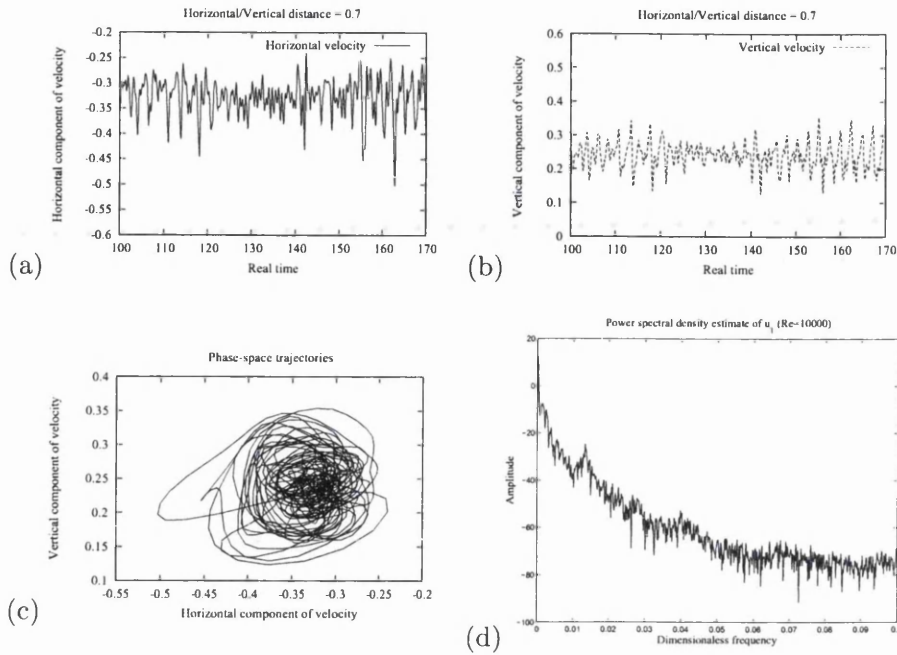 Horizontal/Vertical distance = 0.7
Horizontal component of velocity
-0.2
-0.25
-0.3
-0.35
-0.4
-0.45
-0.5
-0.55
-0.6
Horizontal velocity
100 110 120 130 140 150 160 170
Real time
(a)
Horizontal/Vertical distance = 0.7
Vertical component of velocity
0.6
0.5
0.4
0.3
0.2
0.1
0
Vertical velocity
100 110 120 130 140 150 160 170
Real time
(b)
Phase-space trajectories
Vertical component of velocity
0.4
0.35
0.3
0.25
0.2
0.15
0.1
-0.55 -0.5 -0.45 -0.4 -0.35 -0.3 -0.25 -0.2
Horizontal component of velocity
(c)
Power spectral density estimate of u (Re=10000)
Amplitude
20
0
-20
-40
-60
-80
-100
0 0.01 0.02 0.03 0.04 0.05 0.06 0.07 0.08 0.09
Dimensionaless frequency
(d)